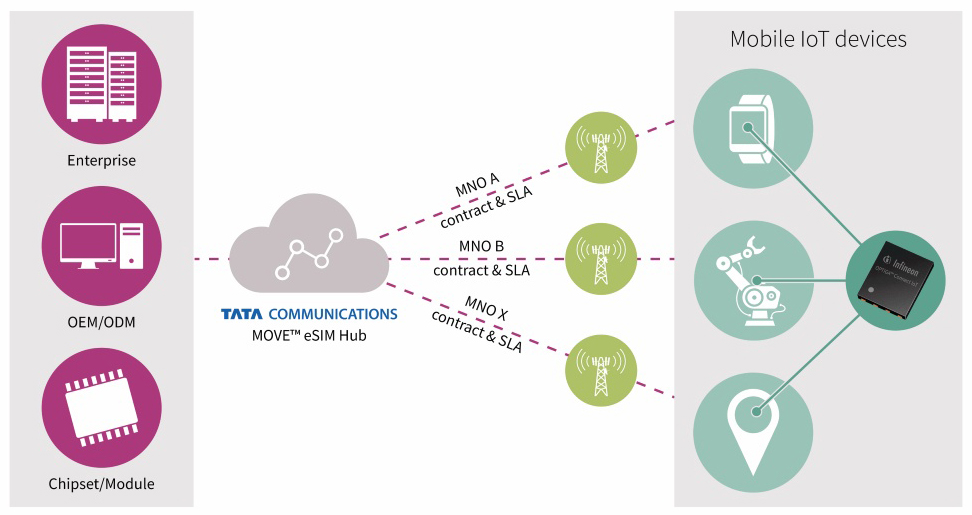 Mobile IoT devices
Enterprise
OEM/ODM
Chipset/Module
TATA COMMUNICATIONS
MOVE™ eSIM Hub
MNO A
contract & SLA
MNO B
contract & SLA
MNO X
contract & SLA
Infineon
OPTIGA™ Connect IoT